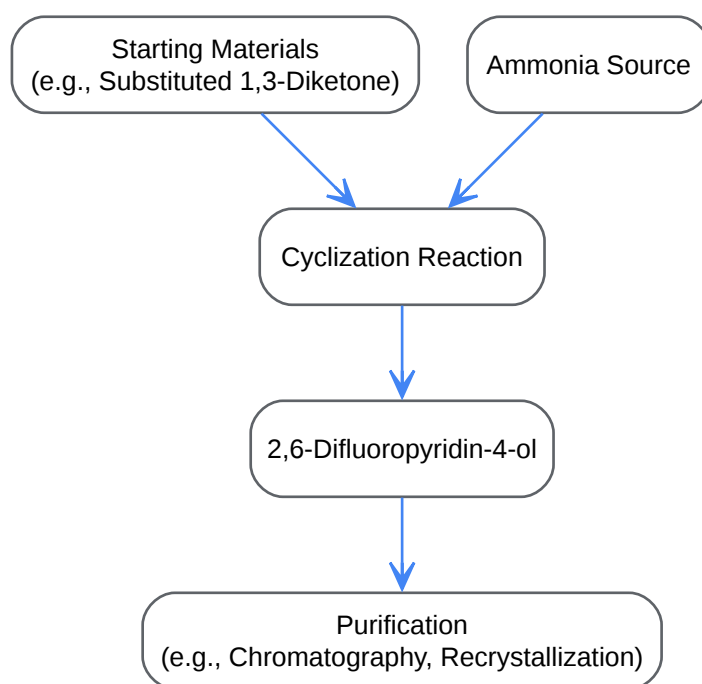 Starting Materials
(e.g., Substituted 1,3-Diketone)
Ammonia Source
Cyclization Reaction
2,6-Difluoropyridin-4-ol
Purification
(e.g., Chromatography, Recrystallization)